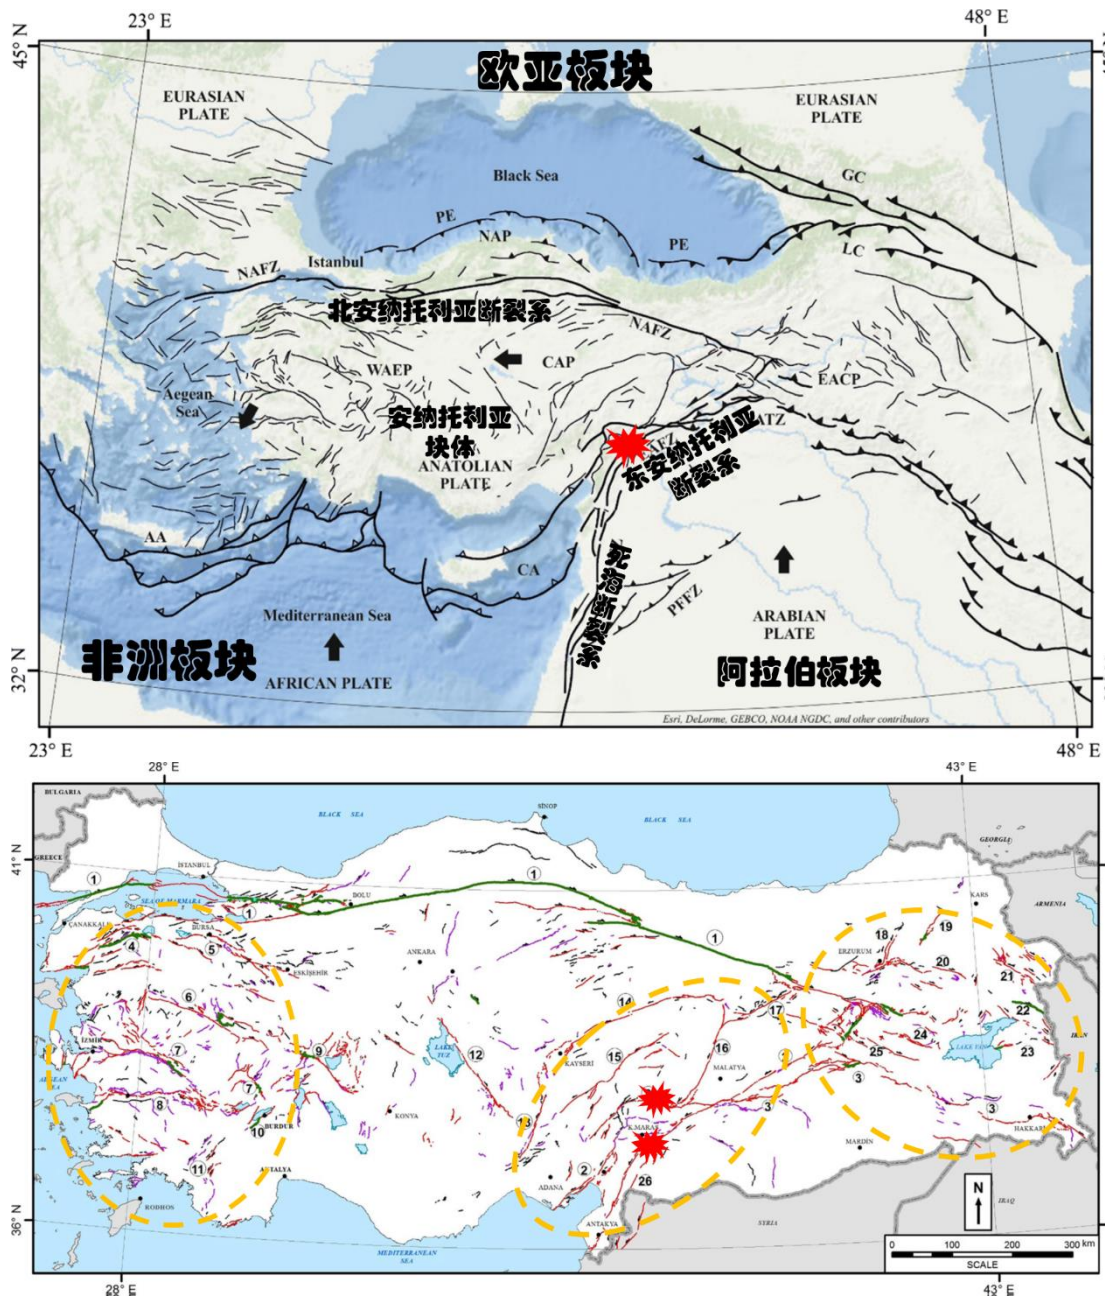 23° E
48° E
45° N
欧亚板块
EURASIAN
PLATE
EURASIAN
PLATE
Black Sea
GC
PE
NAP
PE
LC
NAFZ
Istanbul
北安纳托利亚断裂系
NAFZ
WAEP
CAP
EACP
Aegean
Sea
安纳托利亚
块体
ANATOLIAN
PLATE
东安纳托利亚
断裂系
AA
CA
死海断裂系
PFFZ
Mediterranean Sea
ARABIAN
PLATE
非洲板块
阿拉伯板块
32° N
AFRICAN PLATE
Esri, DeLorme, GEBCO, NOAA NGDC, and other contributors
23° E
48° E
28° E
43° E
BULGARIA
SİNOP
BLACK SEA
BLACK SEA
41° N
GREECE
GEORGIA
İSTANBUL
1
1
BOLU
KARS
SEA OF MARMARA
1
ARMENIA
ÇANAKKALE
BURSA
4
5
1
18
19
ANKARA
ERZURUM
20
ESKİŞEHİR
21
6
14
17
22
İZMİR
24
7
9
LAKE
TUZ
12
KAYSERİ
15
16
25
LAKE VAN
23
IRAN
AEGEAN
SEA
7
MALATYA
3
8
KONYA
3
3
10
BURDUR
13
K.MARAŞ
HAKKARİ
11
ANTALYA
2
MARDİN
ADANA
26
RODHOS
N
IRAQ
36° N
ANTAKYA
SYRIA
MEDITERRANEAN
SEA
0 100 200 300 km
SCALE
28° E
43° E